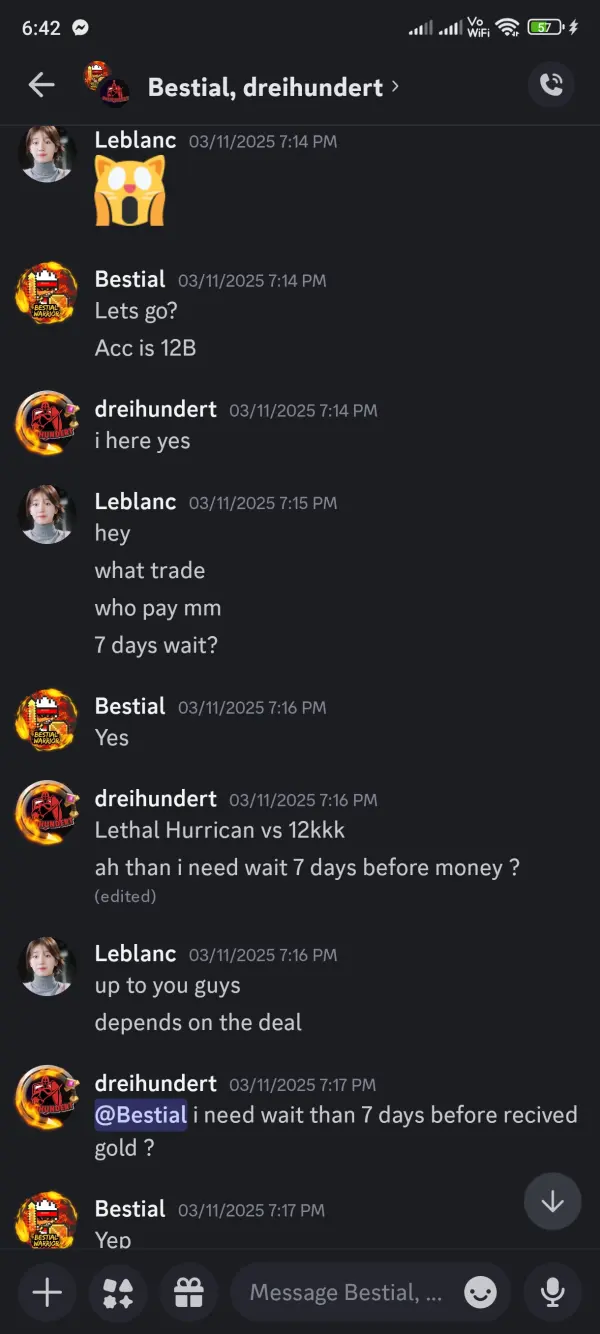 6:42
Vo
WiFi
57
Bestial, dreihundert
Leblanc 03/11/2025 7:14 PM
Bestial 03/11/2025 7:14 PM
Lets go?
Acc is 12B
dreihundert 03/11/2025 7:14 PM
i here yes
Leblanc 03/11/2025 7:15 PM
hey
what trade
who pay mm
7 days wait?
BESTIAL
WARRIOR
Bestial 03/11/2025 7:16 PM
Yes
dreihundert 03/11/2025 7:16 PM
Lethal Hurrican vs 12kkk
ah than i need wait 7 days before money ?
(edited)
Leblanc 03/11/2025 7:16 PM
up to you guys
depends on the deal
dreihundert 03/11/2025 7:17 PM
@Bestial i need wait than 7 days before recived
gold ?
Bestial 03/11/2025 7:17 PM
Yep
Message Bestial, ...